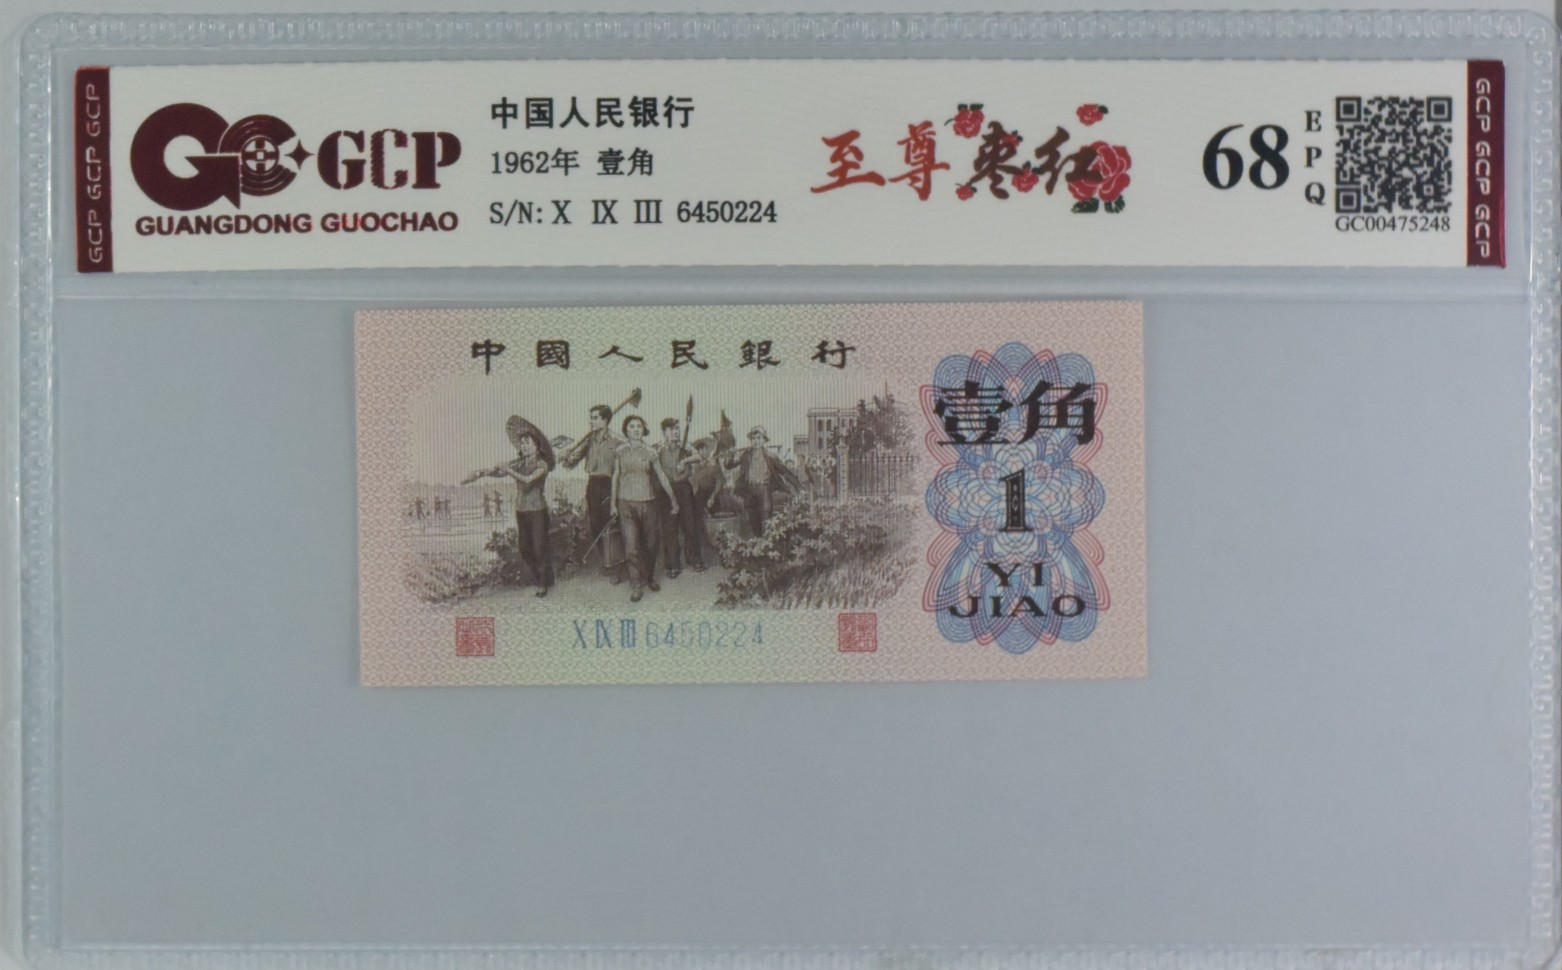 GCP GCP GCP
GCP
GUANGDONG GUOCHAO
中国人民银行
1962年 壹角
S/N: X IX III 6450224
至尊枣红
68
EPQ
GC00475248
GCP GCP GCP
中國人民銀行
壹角
1
YI
JIAO
X IX III 6450224